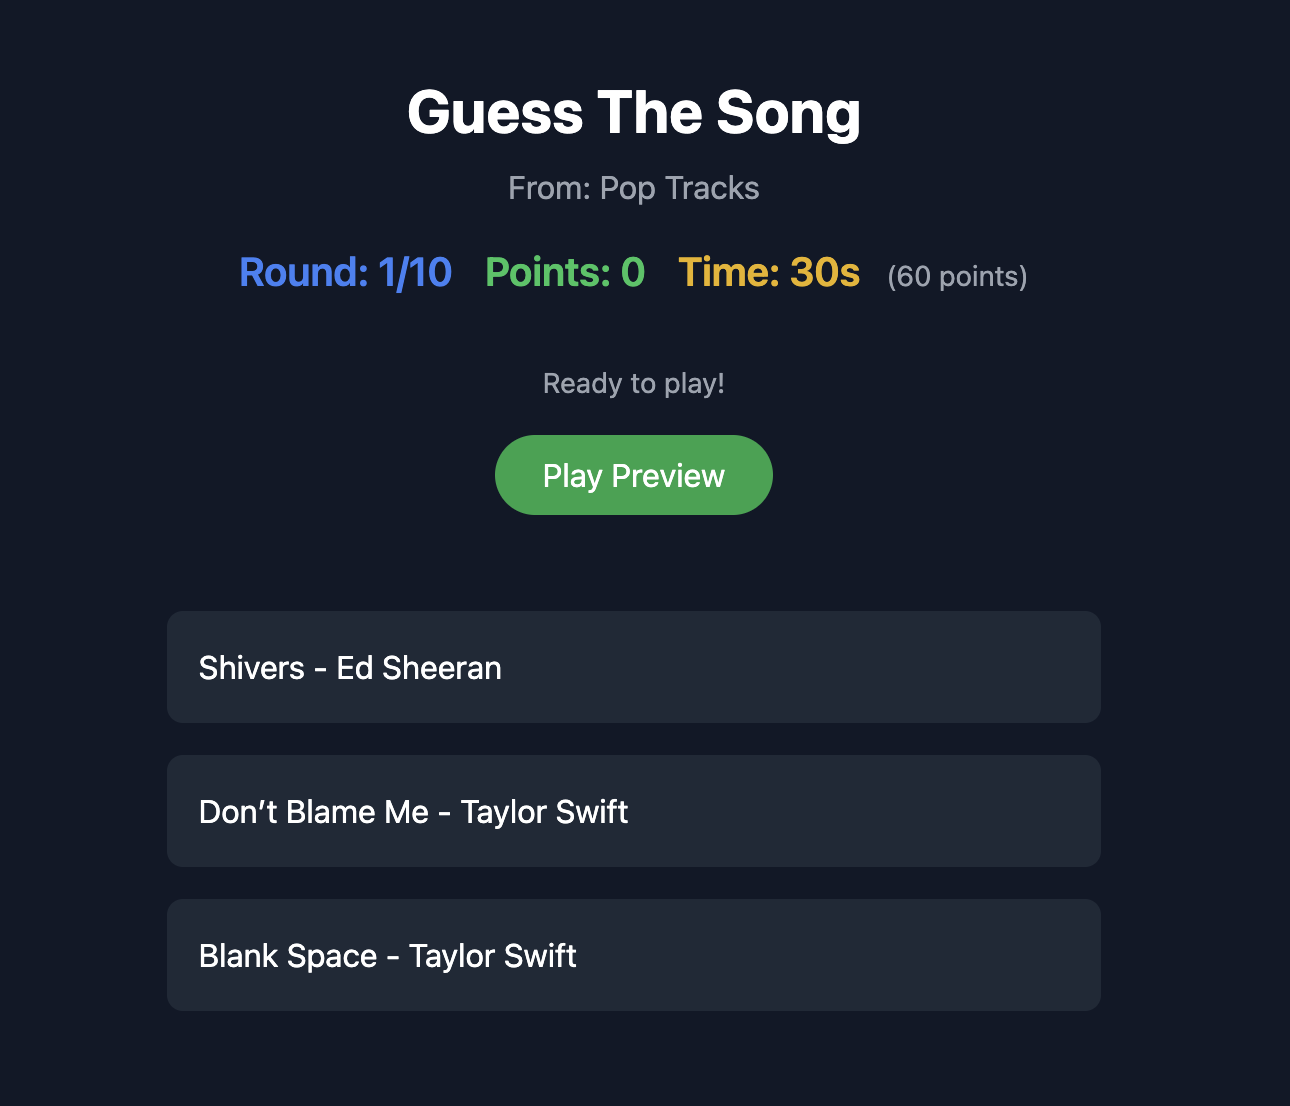 Guess The Song
From: Pop Tracks
Round: 1/10 Points: 0 Time: 30s (60 points)
Ready to play!
Play Preview
Shivers - Ed Sheeran
Don’t Blame Me - Taylor Swift
Blank Space - Taylor Swift